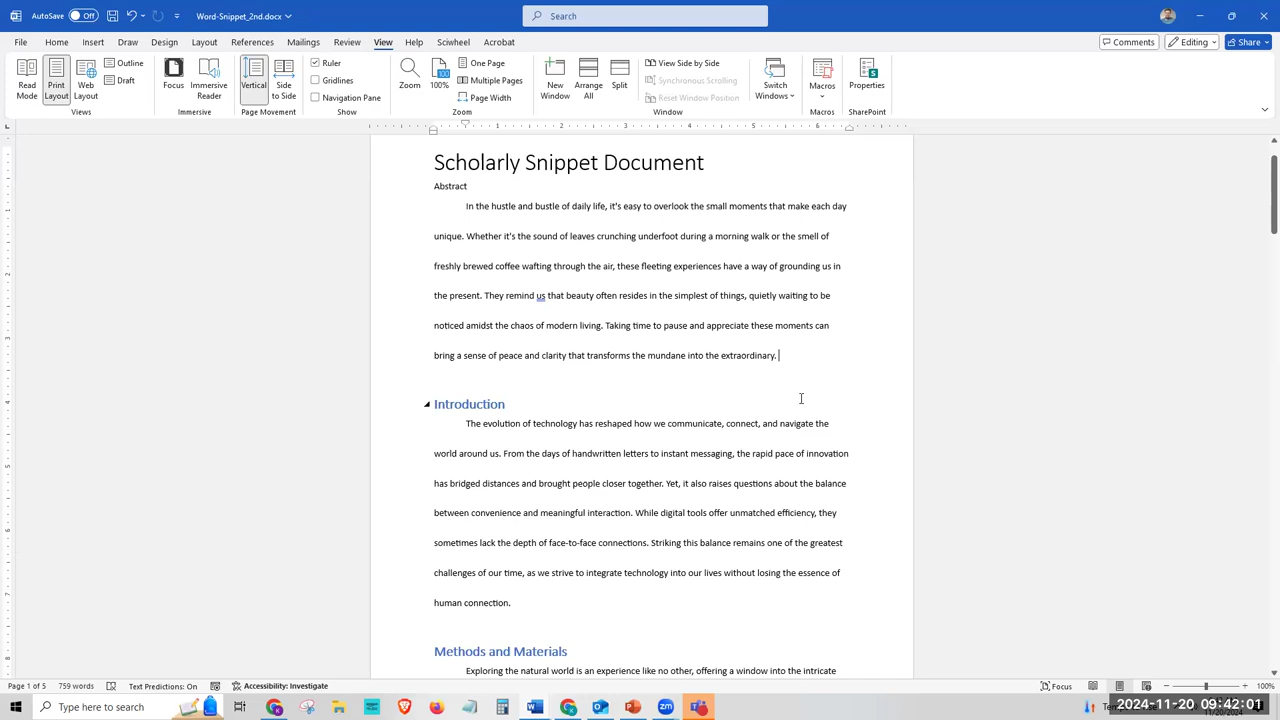 AutoSave Off Word-Snippet_2nd.docx Search
File Home Insert Draw Design Layout References Mailings Review View Help Sciwheel Acrobat Comments Editing Share
Read Mode Print Layout Web Layout Outline Draft Views
Focus Immersive Reader Immersive
Vertical Side to Side Page Movement
Ruler Gridlines Navigation Pane Show
Zoom 100% One Page Multiple Pages Page Width Zoom
New Window Arrange All Split View Side by Side Synchronous Scrolling Reset Window Position Switch Windows Window
Macros Macros
Properties SharePoint
Scholarly Snippet Document
Abstract
In the hustle and bustle of daily life, it's easy to overlook the small moments that make each day
unique. Whether it's the sound of leaves crunching underfoot during a morning walk or the smell of
freshly brewed coffee wafting through the air, these fleeting experiences have a way of grounding us in
the present. They remind us that beauty often resides in the simplest of things, quietly waiting to be
noticed amidst the chaos of modern living. Taking time to pause and appreciate these moments can
bring a sense of peace and clarity that transforms the mundane into the extraordinary.
Introduction
The evolution of technology has reshaped how we communicate, connect, and navigate the
world around us. From the days of handwritten letters to instant messaging, the rapid pace of innovation
has bridged distances and brought people closer together. Yet, it also raises questions about the balance
between convenience and meaningful interaction. While digital tools offer unmatched efficiency, they
sometimes lack the depth of face-to-face connections. Striking this balance remains one of the greatest
challenges of our time, as we strive to integrate technology into our lives without losing the essence of
human connection.
Methods and Materials
Exploring the natural world is an experience like no other, offering a window into the intricate
Page 1 of 5 759 words Text Predictions: On Accessibility: Investigate Focus 100%
Type here to search 2024-11-20 09:42:01